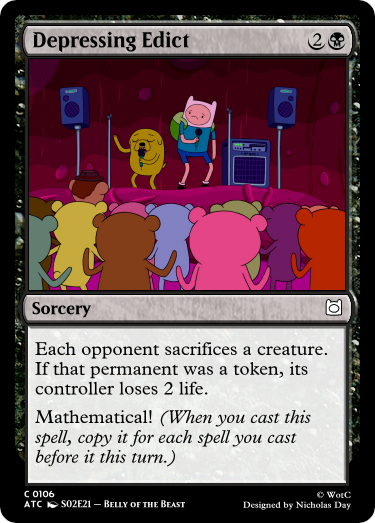 Depressing Edict 2
Sorcery
Each opponent sacrifices a creature.
If that permanent was a token, its
controller loses 2 life.
Mathematical! (When you cast this
spell, copy it for each spell you cast
before it this turn.)
C 0106 © WotC
ATC S02E21 — Belly of the Beast Designed by Nicholas Day